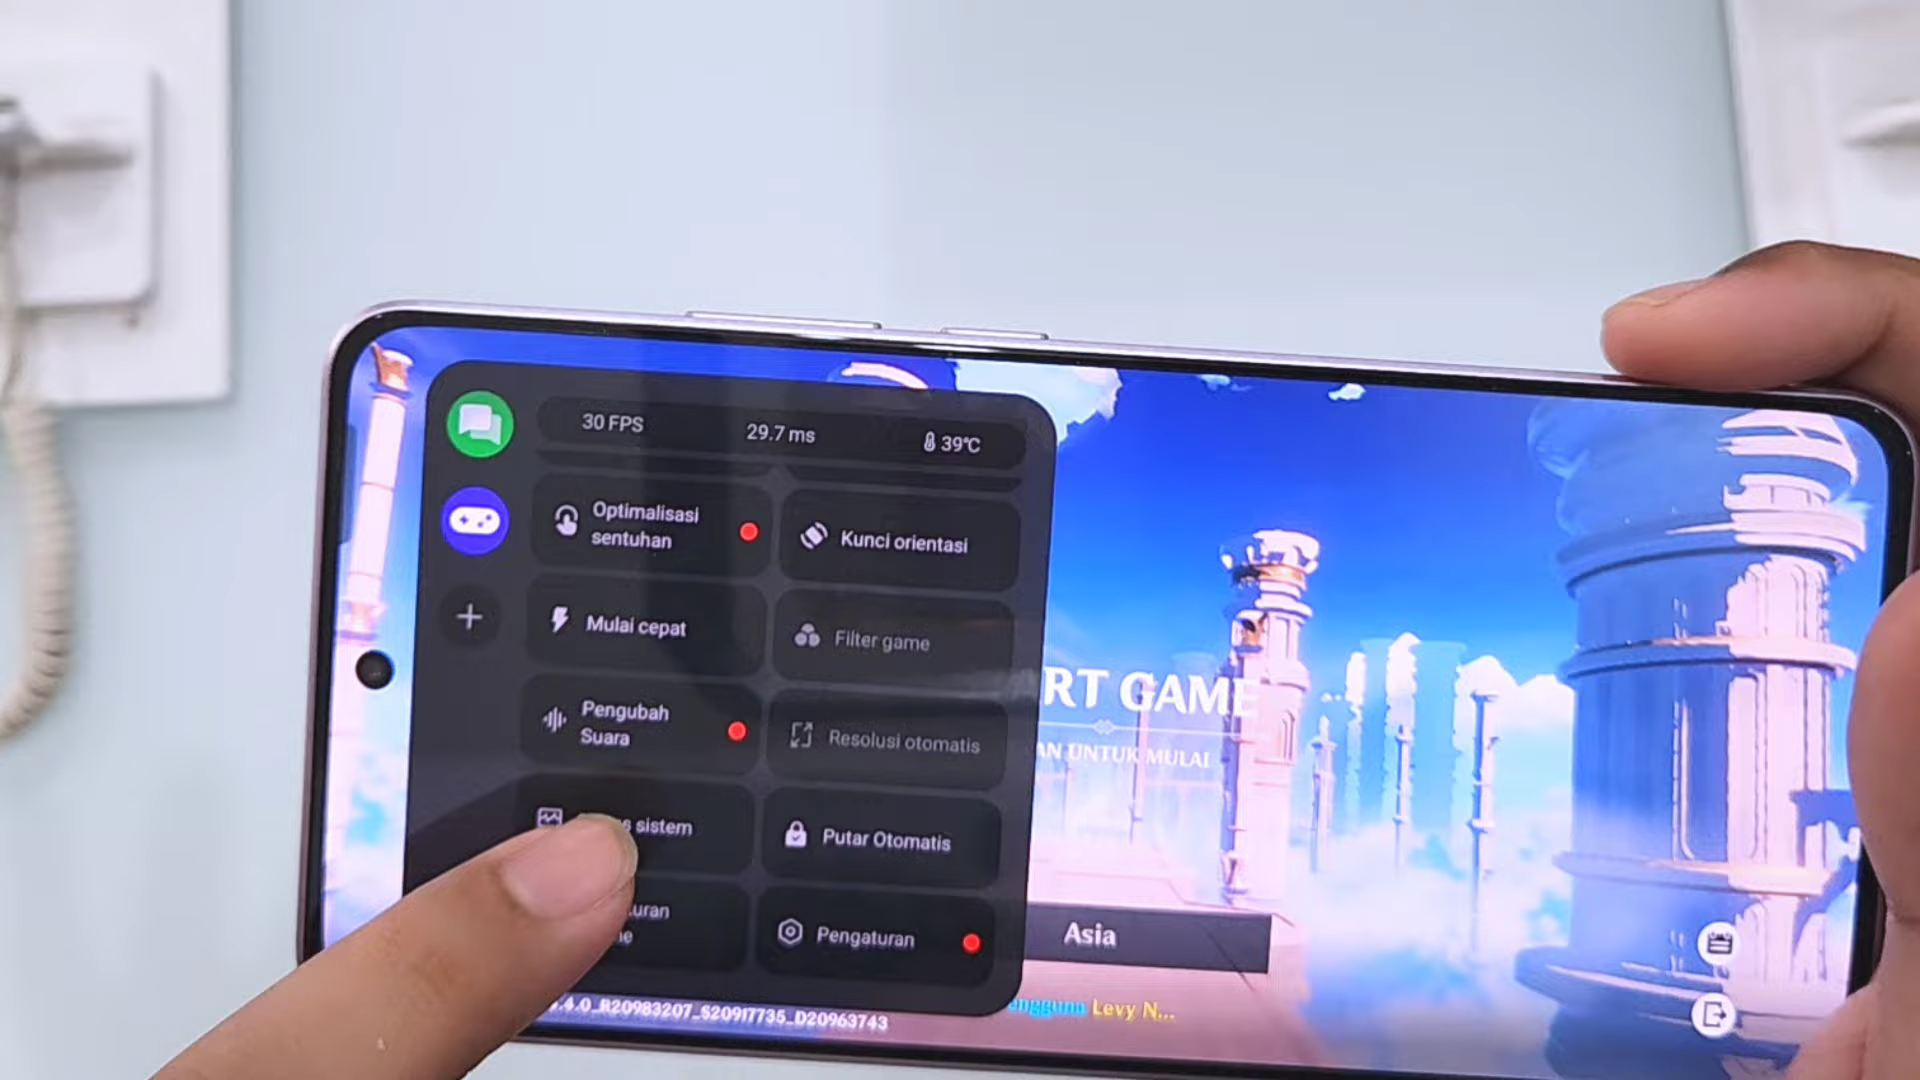 30 FPS
29.7 ms
39°C
Optimalisasi
sentuhan
Kunci orientasi
Mulai cepat
Filter game
Pengubah
Suara
Resolusi otomatis
sistem
Putar Otomatis
Pengaturan
RT GAME
AN UNTUK MULAI
Asia
Levy N...
.4.0_R20983207_S20917735_D20963743